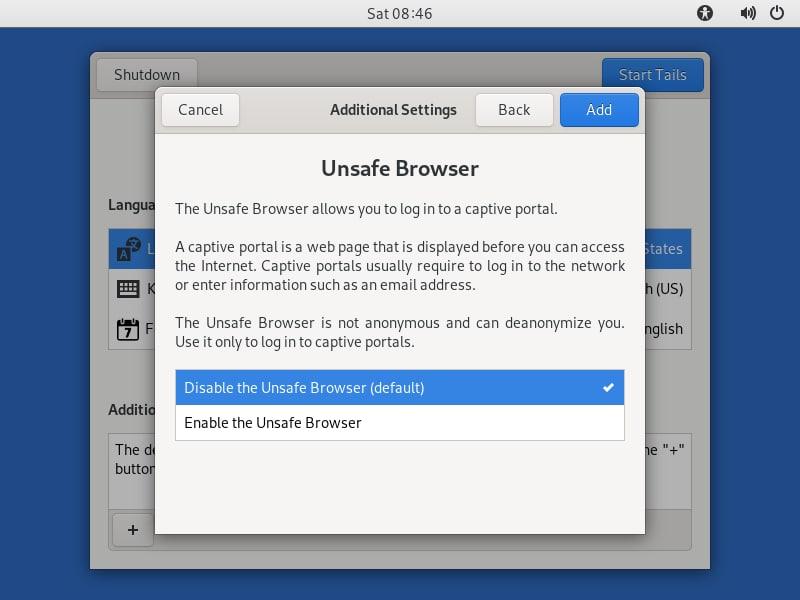 Sat 08:46
Shutdown
Start Tails
Cancel
Additional Settings
Back
Add
Unsafe Browser
The Unsafe Browser allows you to log in to a captive portal.
A captive portal is a web page that is displayed before you can access
the Internet. Captive portals usually require to log in to the network
or enter information such as an email address.
The Unsafe Browser is not anonymous and can deanonymize you.
Use it only to log in to captive portals.
Disable the Unsafe Browser (default)
Enable the Unsafe Browser
Langua
L
States
K
h (US)
7
F
nglish
Additio
The de
ne "+"
button
+